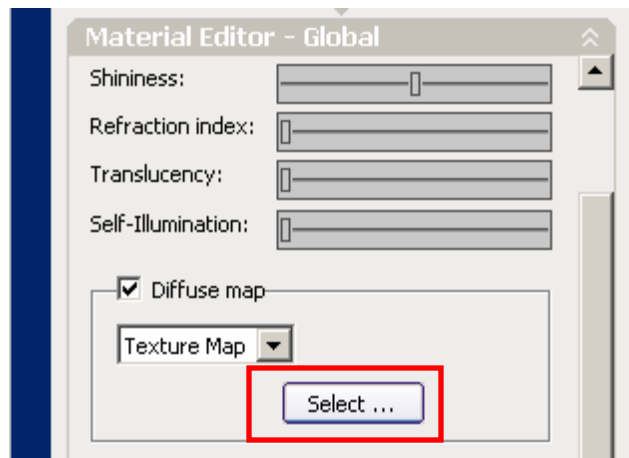 Material Editor - Global
Shininess:
Refraction index:
Translucency:
Self-Illumination:
Diffuse map
Texture Map
Select ...